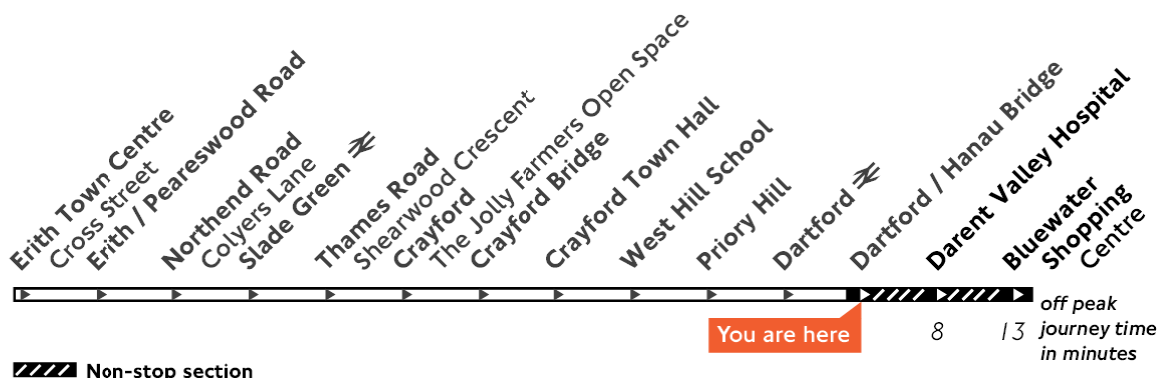 Erith Town Centre
Cross Street
Erith / Peareswood Road
Northend Road
Colyers Lane
Slade Green
Thames Road
Shearwood Crescent
Crayford
The Jolly Farmers Open Space
Crayford Bridge
Crayford Town Hall
West Hill School
Priory Hill
Dartford
Dartford / Hanau Bridge
Darent Valley Hospital
Bluewater
Shopping
Centre
You are here
8
13
off peak
journey time
in minutes
Non-stop section